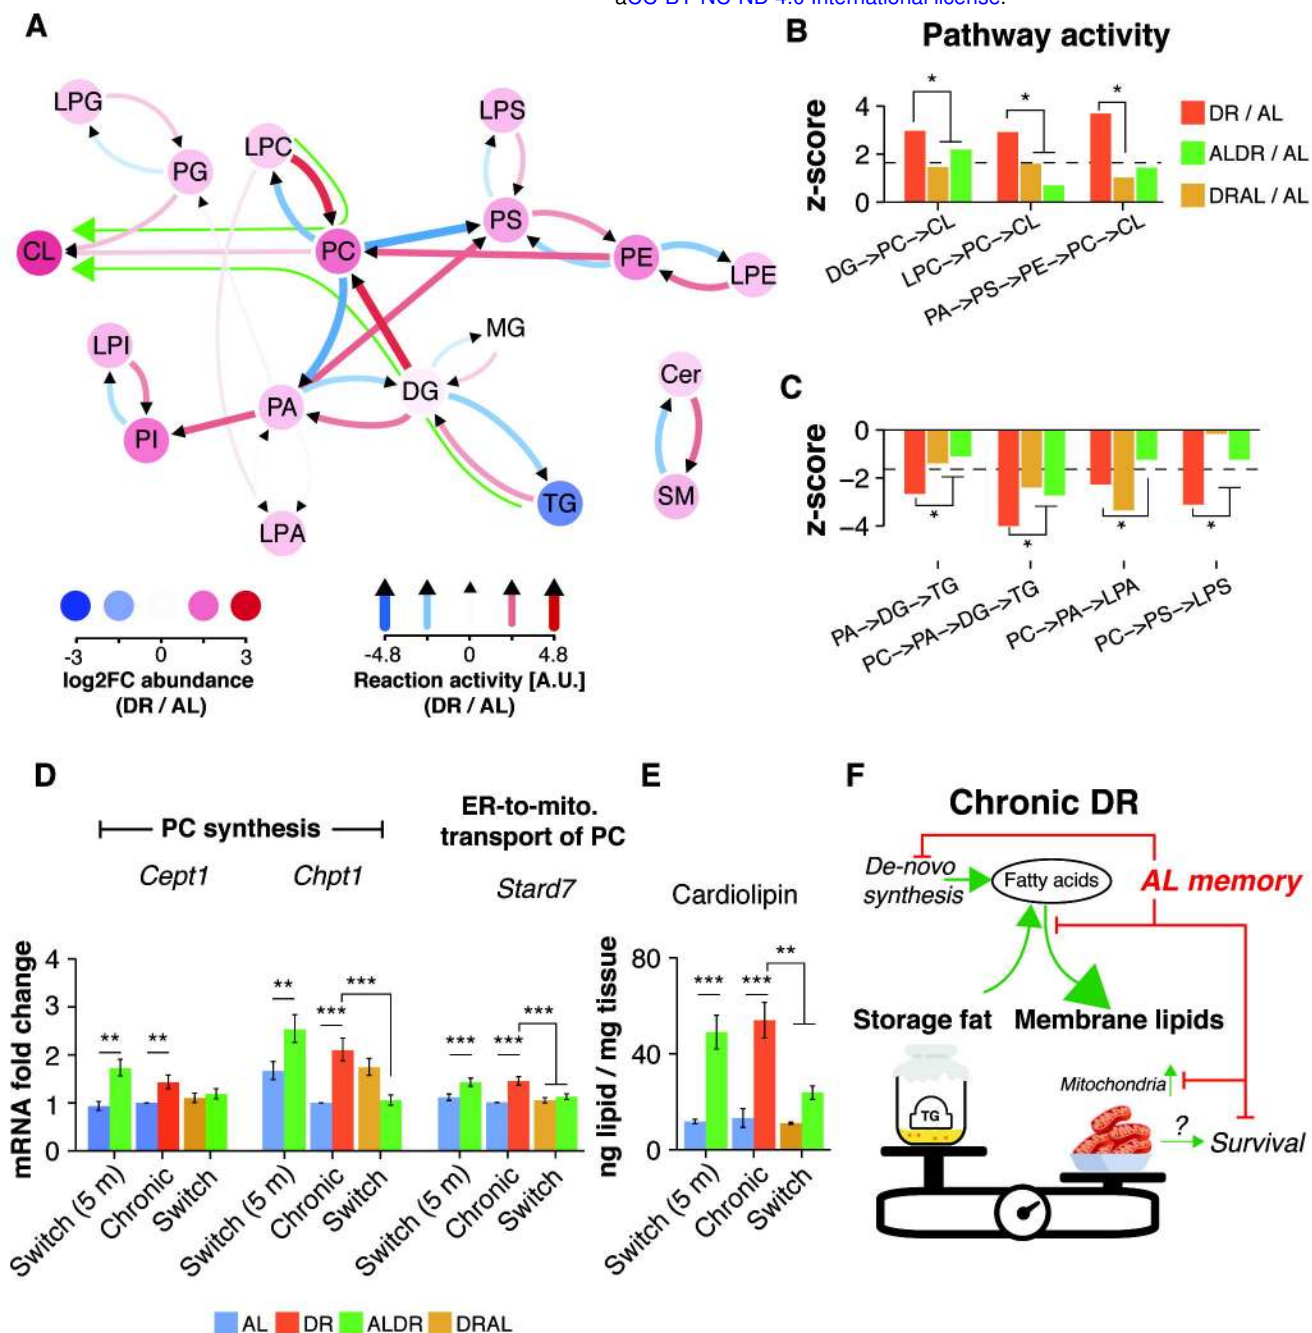 aCC-BY-NC-ND 4.0 International license.
A
LPG
PG
LPC
LPS
PS
CL
PC
PE
LPE
LPI
MG
PA
DG
Cer
PI
TG
SM
LPA
-3 0 3
log2FC abundance
(DR / AL)
-4.8 0 4.8
Reaction activity [A.U.]
(DR / AL)
B
Pathway activity
z-score
4
2
0
*
*
*
DR / AL
ALDR / AL
DRAL / AL
DG->PC->CL
LPC->PC->CL
PA->PS->PE->PC->CL
C
z-score
0
-2
-4
*
*
*
*
PA->DG->TG
PC->PA->DG->TG
PC->PA->LPA
PC->PS->LPS
D
PC synthesis
Cept1
Chpt1
ER-to-mito.
transport of PC
Stard7
mRNA fold change
4
3
2
1
0
**
**
**
***
***
***
***
***
Switch (5 m)
Chronic
Switch
Switch (5 m)
Chronic
Switch
Switch (5 m)
Chronic
Switch
AL DR ALDR DRAL
E
Cardiolipin
ng lipid / mg tissue
80
40
0
***
***
**
Switch (5 m)
Chronic
Switch
F
Chronic DR
De-novo
synthesis
Fatty acids
AL memory
Storage fat
Membrane lipids
TG
Mitochondria
?
Survival